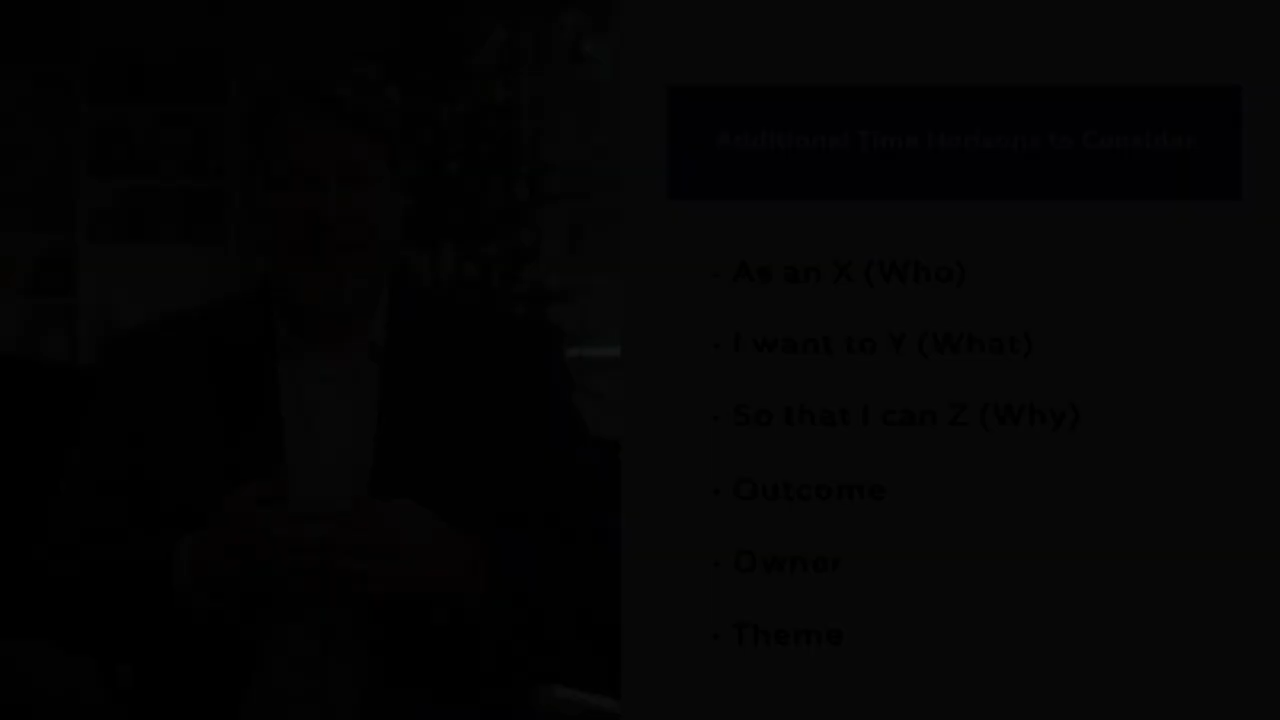 Additional Time Horizons to Consider
• As an X (Who)
• I want to Y (What)
• So that I can Z (Why)
• Outcome
• Owner
• Theme